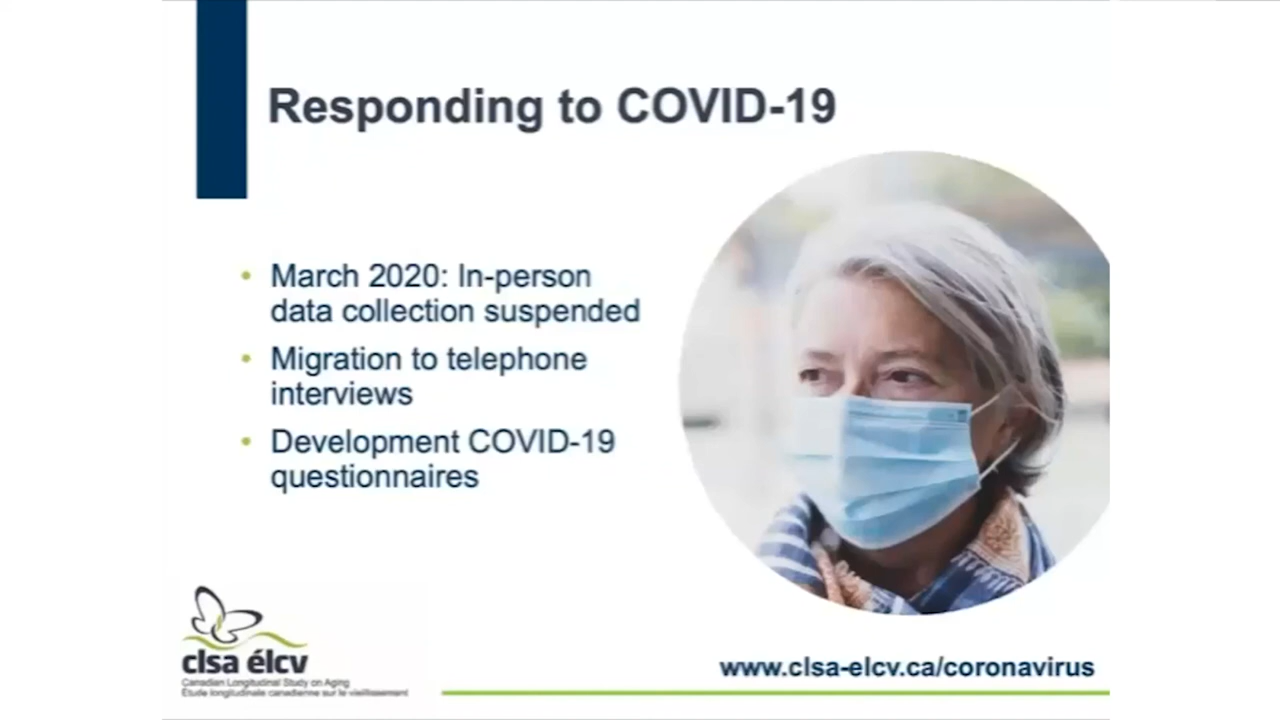 Responding to COVID-19
• March 2020: In-person
data collection suspended
• Migration to telephone
interviews
• Development COVID-19
questionnaires
clsa élcv
Canadian Longitudinal Study on Aging
Étude longitudinale canadienne sur le vieillissement
www.clsa-elcv.ca/coronavirus